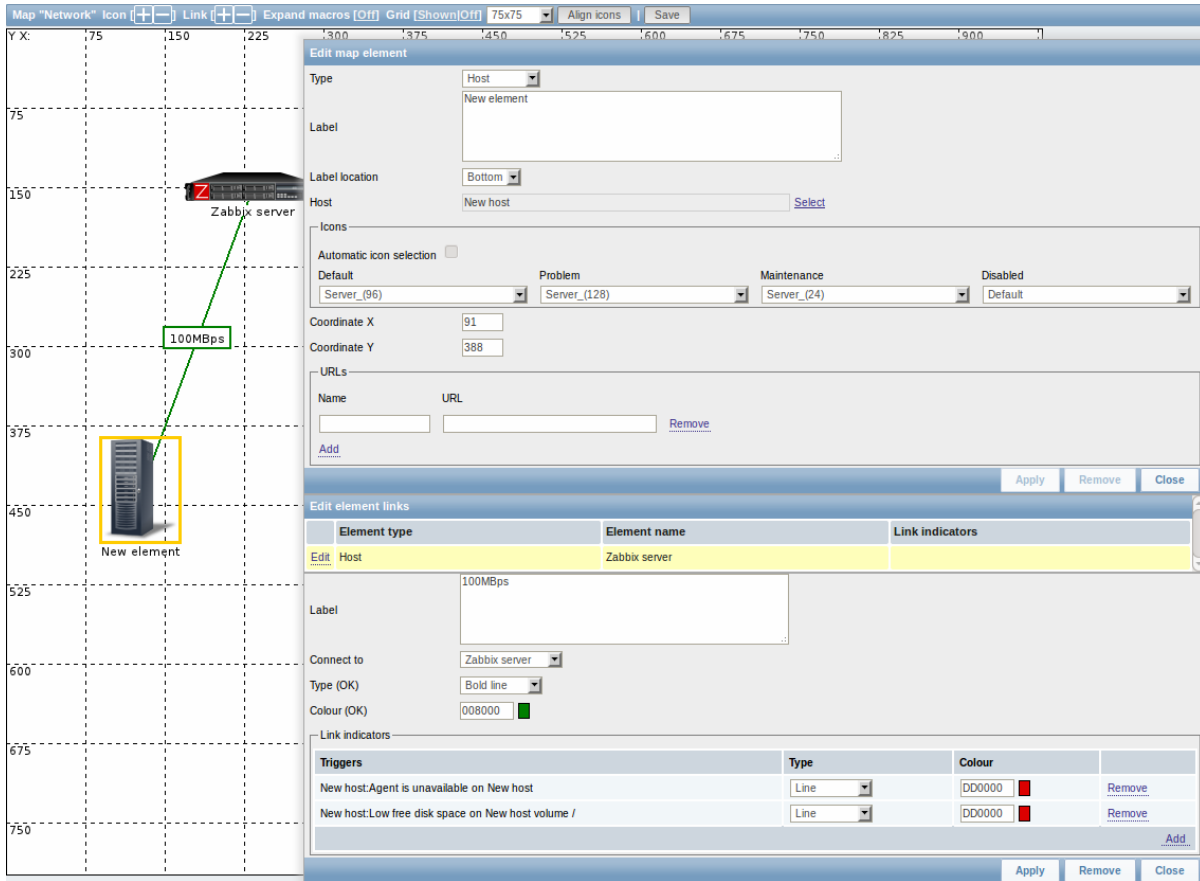 Map "Network" Icon [+|−] Link [+|−] Expand macros [Off] Grid [Shown|Off] 75x75 Align icons | Save
Y X: 75 150 225 300 375 450 525 600 675 750 825 900
Edit map element
Type Host
75
Label New element
150
Label location Bottom
Host New host Select
Zabbix server
Icons
Automatic icon selection
225
Default Problem Maintenance Disabled
Server_(96) Server_(128) Server_(24) Default
Coordinate X 91
100MBps
Coordinate Y 388
300
URLs
Name URL
Remove
375
Add
Apply Remove Close
450
Edit element links
Element type Element name Link indicators
New element
Edit Host Zabbix server
525
Label 100MBps
Connect to Zabbix server
600
Type (OK) Bold line
Colour (OK) 008000
Link indicators
675
Triggers Type Colour
New host:Agent is unavailable on New host Line DD0000 Remove
New host:Low free disk space on New host volume / Line DD0000 Remove
750
Add
Apply Remove Close